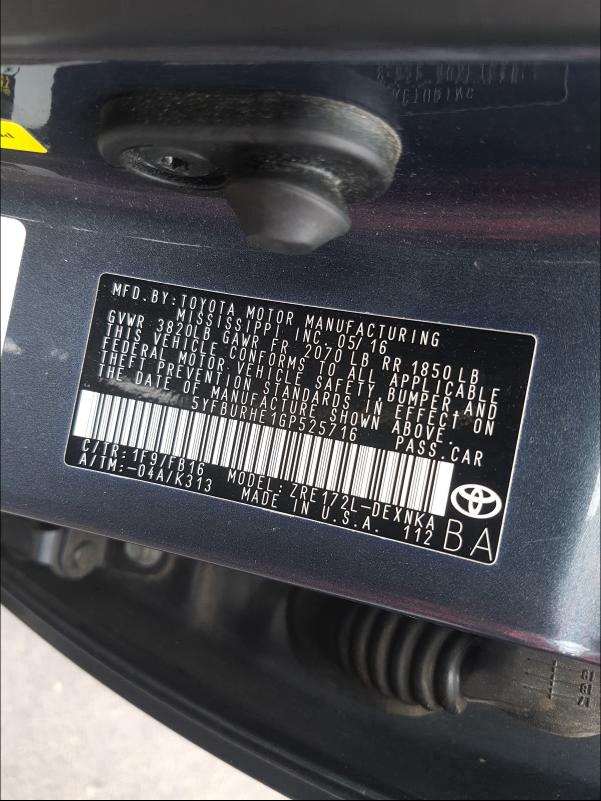 MFD.BY:TOYOTA MOTOR MANUFACTURING
MISSISSIPPI, INC. 05/16
GVWR 3820LB GAWR FR 2070 LB RR 1850 LB
THIS VEHICLE CONFORMS TO ALL APPLICABLE
FEDERAL MOTOR VEHICLE SAFETY, BUMPER, AND
THEFT PREVENTION STANDARDS IN EFFECT ON
THE DATE OF MANUFACTURE SHOWN ABOVE.
5YFBURHE1GP525716 PASS.CAR
C/TR:1F9/FB16 MODEL: ZRE172L-DEXNKA
A/TM:-04A/K313 MADE IN U.S.A. 112
BA